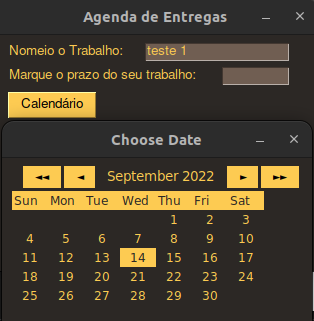 Agenda de Entregas
Nomeio o Trabalho: teste 1
Marque o prazo do seu trabalho:
Calendário
Choose Date
◄◄ ◄ September 2022 ► ►►
Sun Mon Tue Wed Thu Fri Sat
1 2 3
4 5 6 7 8 9 10
11 12 13 14 15 16 17
18 19 20 21 22 23 24
25 26 27 28 29 30